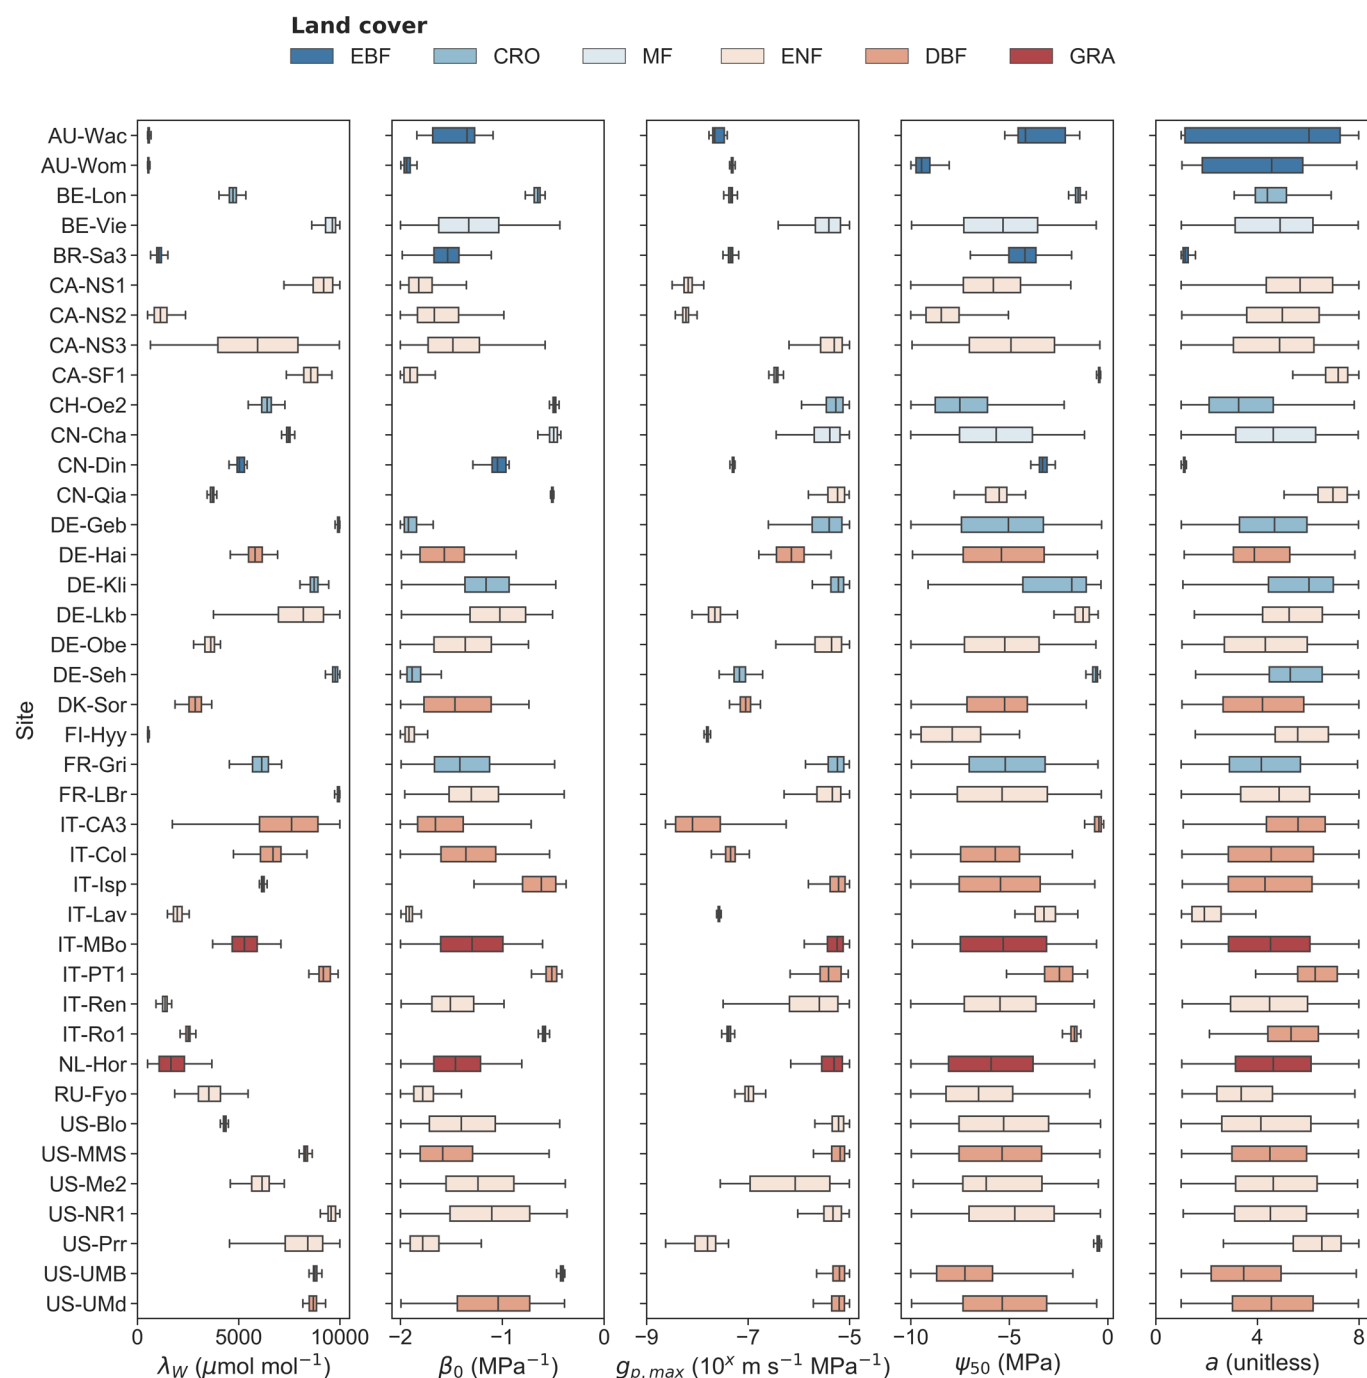 Land cover
EBF CRO MF ENF DBF GRA
Site
AU-Wac
AU-Wom
BE-Lon
BE-Vie
BR-Sa3
CA-NS1
CA-NS2
CA-NS3
CA-SF1
CH-Oe2
CN-Cha
CN-Din
CN-Qia
DE-Geb
DE-Hai
DE-Kli
DE-Lkb
DE-Obe
DE-Seh
DK-Sor
FI-Hyy
FR-Gri
FR-LBr
IT-CA3
IT-Col
IT-Isp
IT-Lav
IT-MBo
IT-PT1
IT-Ren
IT-Ro1
NL-Hor
RU-Fyo
US-Blo
US-MMS
US-Me2
US-NR1
US-Prr
US-UMB
US-UMd
0 5000 10000 −2 −1 0 −9 −7 −5 −10 −5 0 0 4 8
λ_W (μmol mol⁻¹) β₀ (MPa⁻¹) g_{p,max} (10ˣ m s⁻¹ MPa⁻¹) ψ₅₀ (MPa) a (unitless)